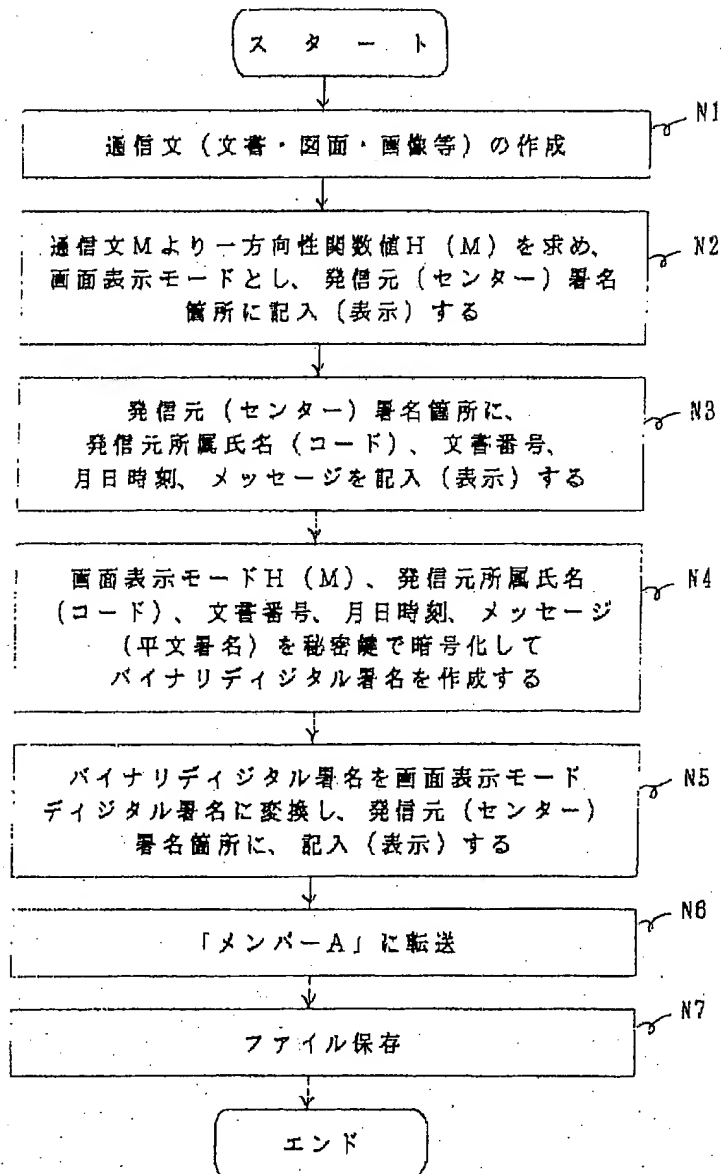 スタート
N1
通信文（文書・図面・画像等）の作成
N2
通信文Mより一方向性関数値H（M）を求め、
画面表示モードとし、発信元（センター）署名
箇所に記入（表示）する
N3
発信元（センター）署名箇所に、
発信元所属氏名（コード）、文書番号、
月日時刻、メッセージを記入（表示）する
N4
画面表示モードH（M）、発信元所属氏名
（コード）、文書番号、月日時刻、メッセージ
（平文署名）を秘密鍵で暗号化して
バイナリディジタル署名を作成する
N5
バイナリディジタル署名を画面表示モード
ディジタル署名に変換し、発信元（センター）
署名箇所に、記入（表示）する
N6
「メンバーA」に転送
N7
ファイル保存
エンド